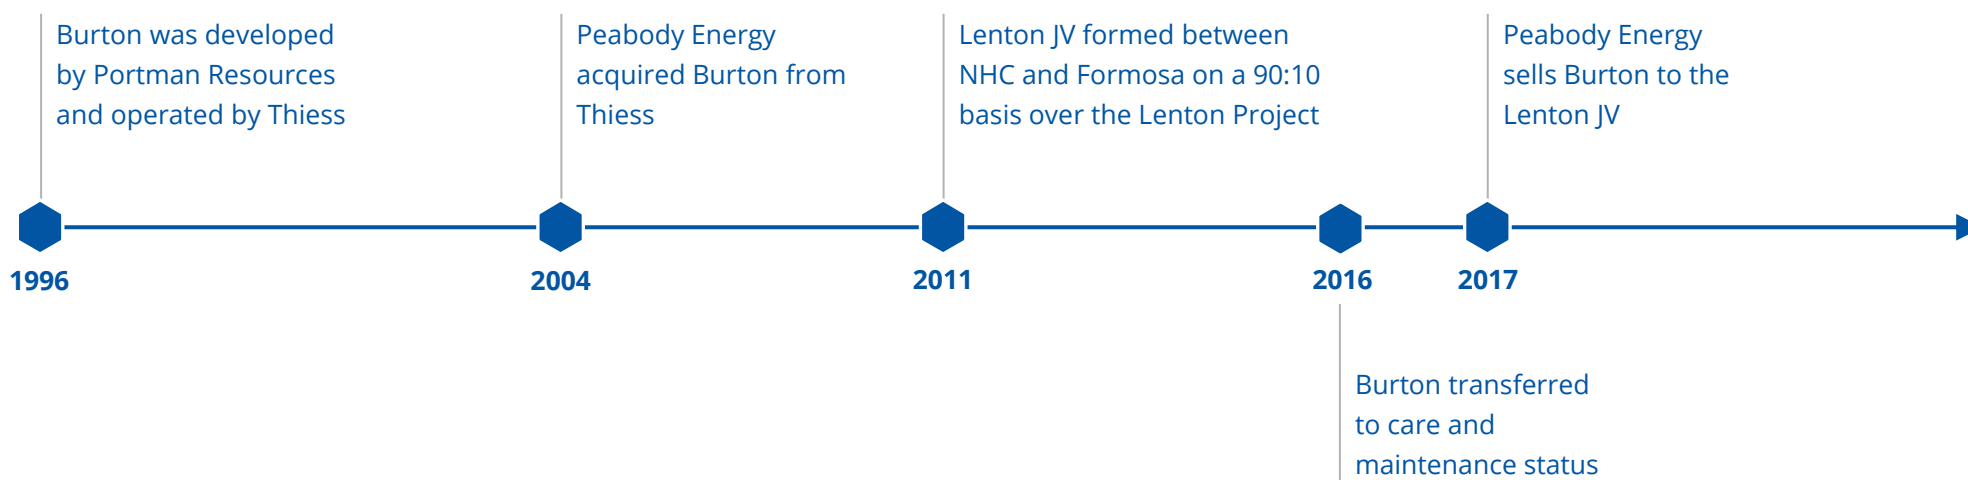 Burton was developed
by Portman Resources
and operated by Thiess
Peabody Energy
acquired Burton from
Thiess
Lenton JV formed between
NHC and Formosa on a 90:10
basis over the Lenton Project
Peabody Energy
sells Burton to the
Lenton JV
1996
2004
2011
2016
2017
Burton transferred
to care and
maintenance status